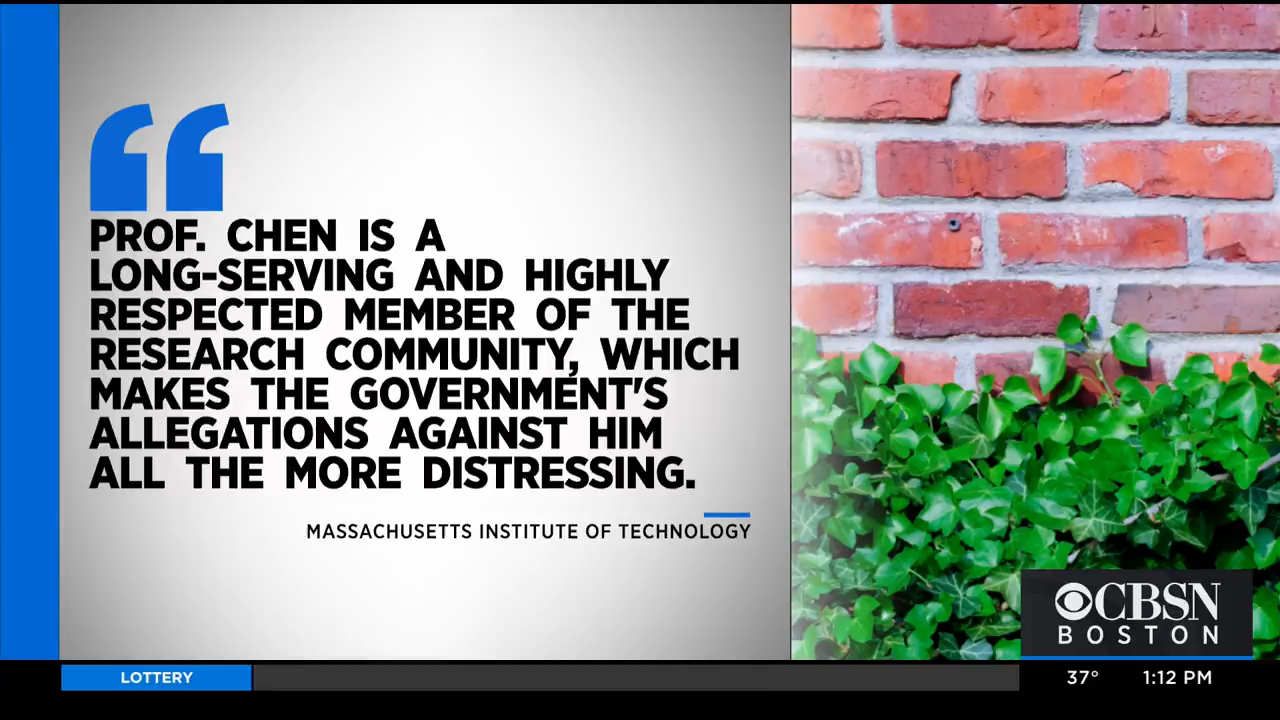 PROF. CHEN IS A
LONG-SERVING AND HIGHLY
RESPECTED MEMBER OF THE
RESEARCH COMMUNITY, WHICH
MAKES THE GOVERNMENT'S
ALLEGATIONS AGAINST HIM
ALL THE MORE DISTRESSING.
MASSACHUSETTS INSTITUTE OF TECHNOLOGY
CBSN
BOSTON
LOTTERY
37° 1:12 PM